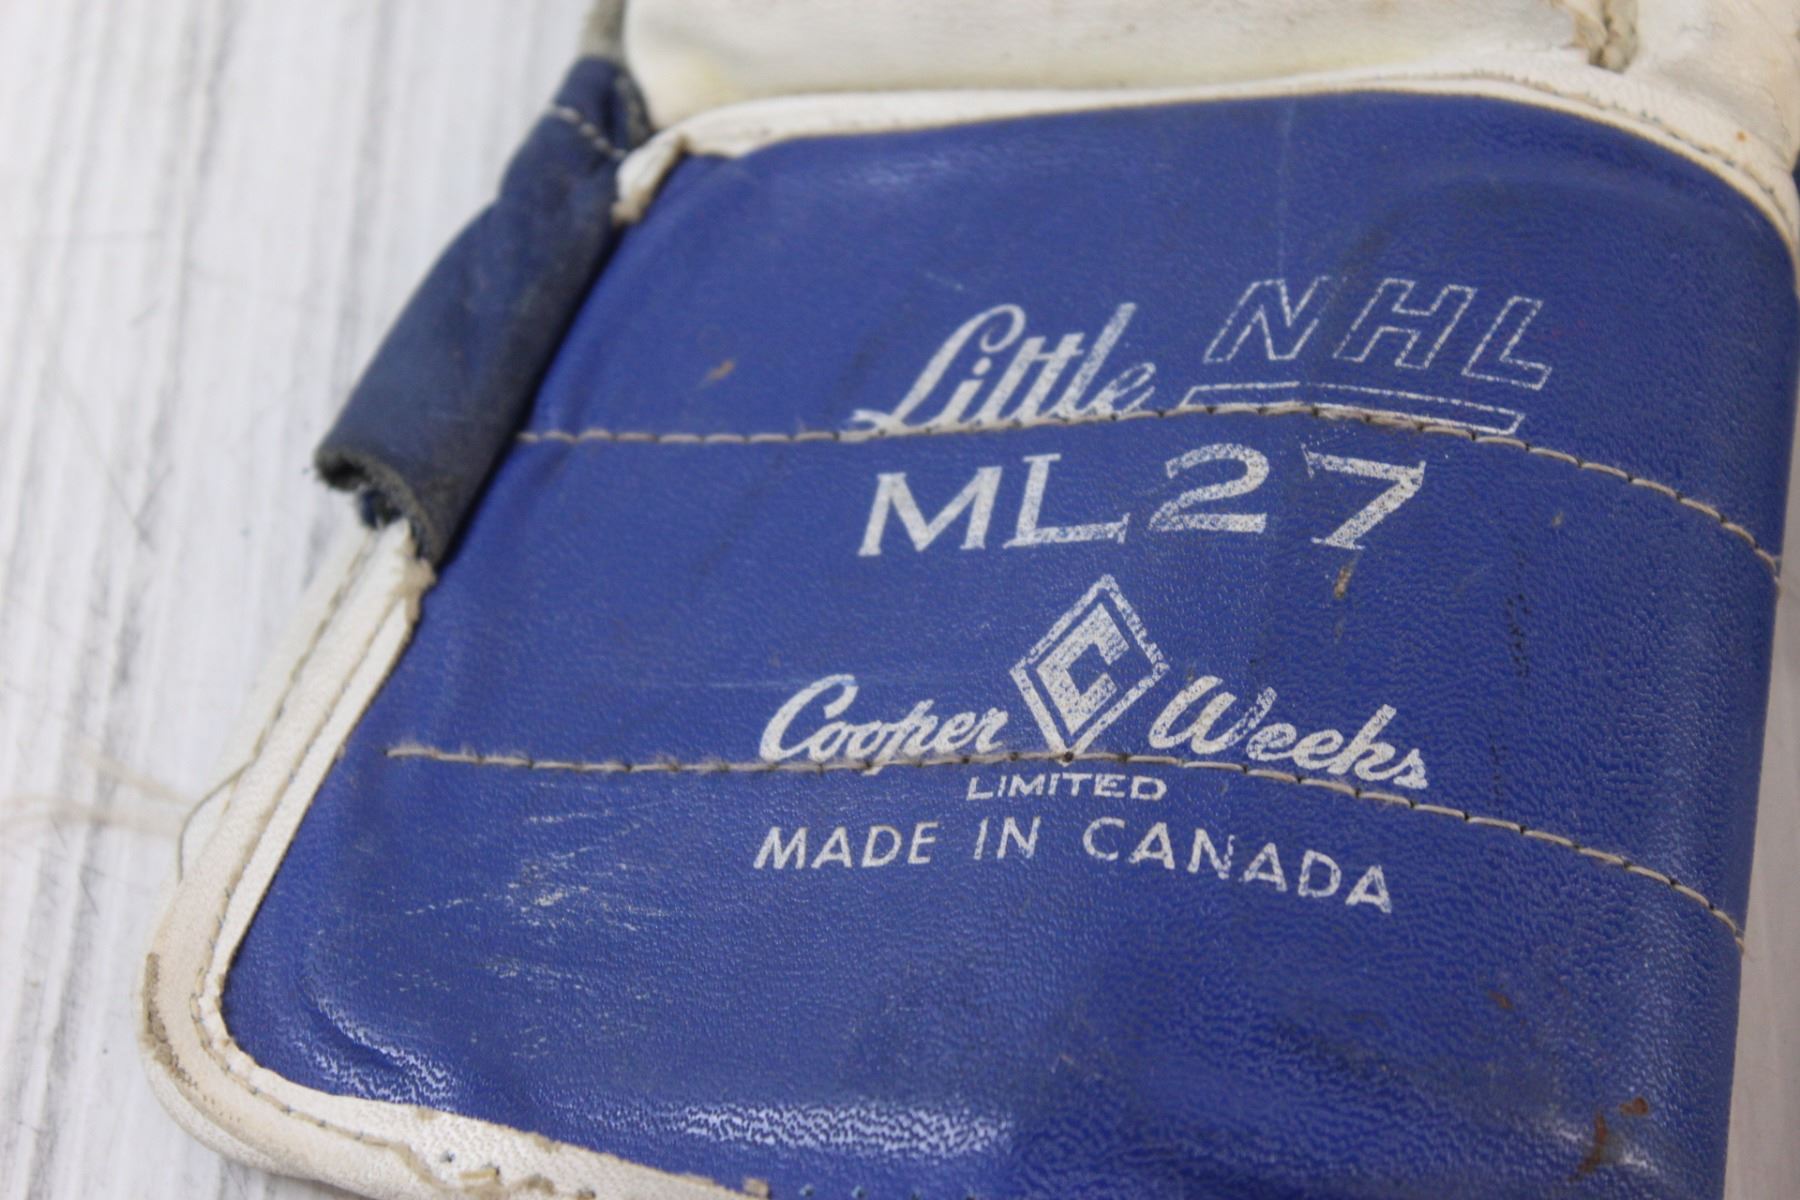 Little NHL
ML27
Cooper C Weeks
LIMITED
MADE IN CANADA